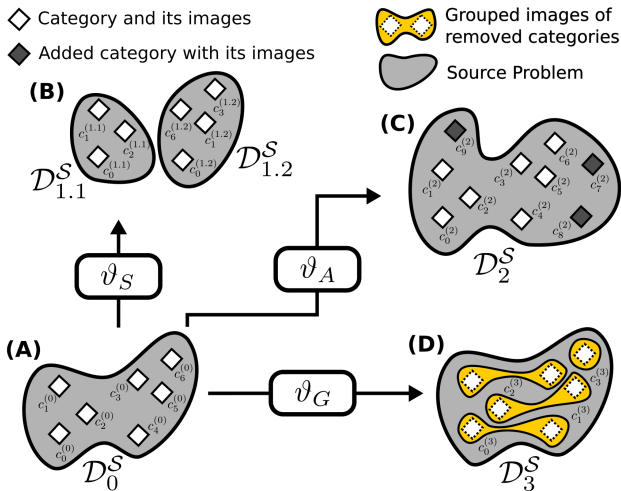 Category and its images
Added category with its images
Grouped images of
removed categories
Source Problem
(B)
c_1^{(1.1)}
c_2^{(1.1)}
c_0^{(1.1)}
c_3^{(1.2)}
c_6^{(1.2)}
c_1^{(1.2)}
c_0^{(1.2)}
𝒟_{1.1}^𝒮
𝒟_{1.2}^𝒮
(C)
c_9^{(2)}
c_6^{(2)}
c_3^{(2)}
c_7^{(2)}
c_1^{(2)}
c_5^{(2)}
c_2^{(2)}
c_4^{(2)}
c_0^{(2)}
c_8^{(2)}
𝒟_2^𝒮
ϑ_S
ϑ_A
(A)
c_6^{(0)}
c_3^{(0)}
c_1^{(0)}
c_5^{(0)}
c_2^{(0)}
c_4^{(0)}
c_0^{(0)}
𝒟_0^𝒮
ϑ_G
(D)
c_2^{(3)}
c_3^{(3)}
c_1^{(3)}
c_0^{(3)}
𝒟_3^𝒮